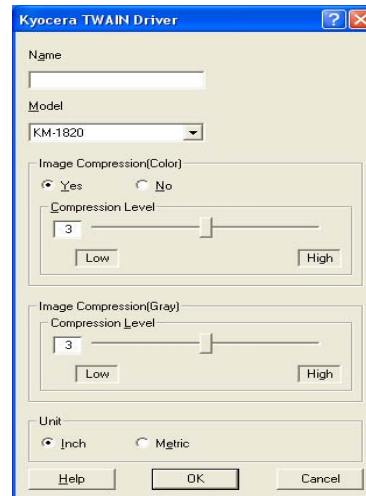 Kyocera TWAIN Driver
Name
Model
KM-1820
Image Compression(Color)
Yes No
Compression Level
3
Low High
Image Compression(Gray)
Compression Level
3
Low High
Unit
Inch Metric
Help OK Cancel